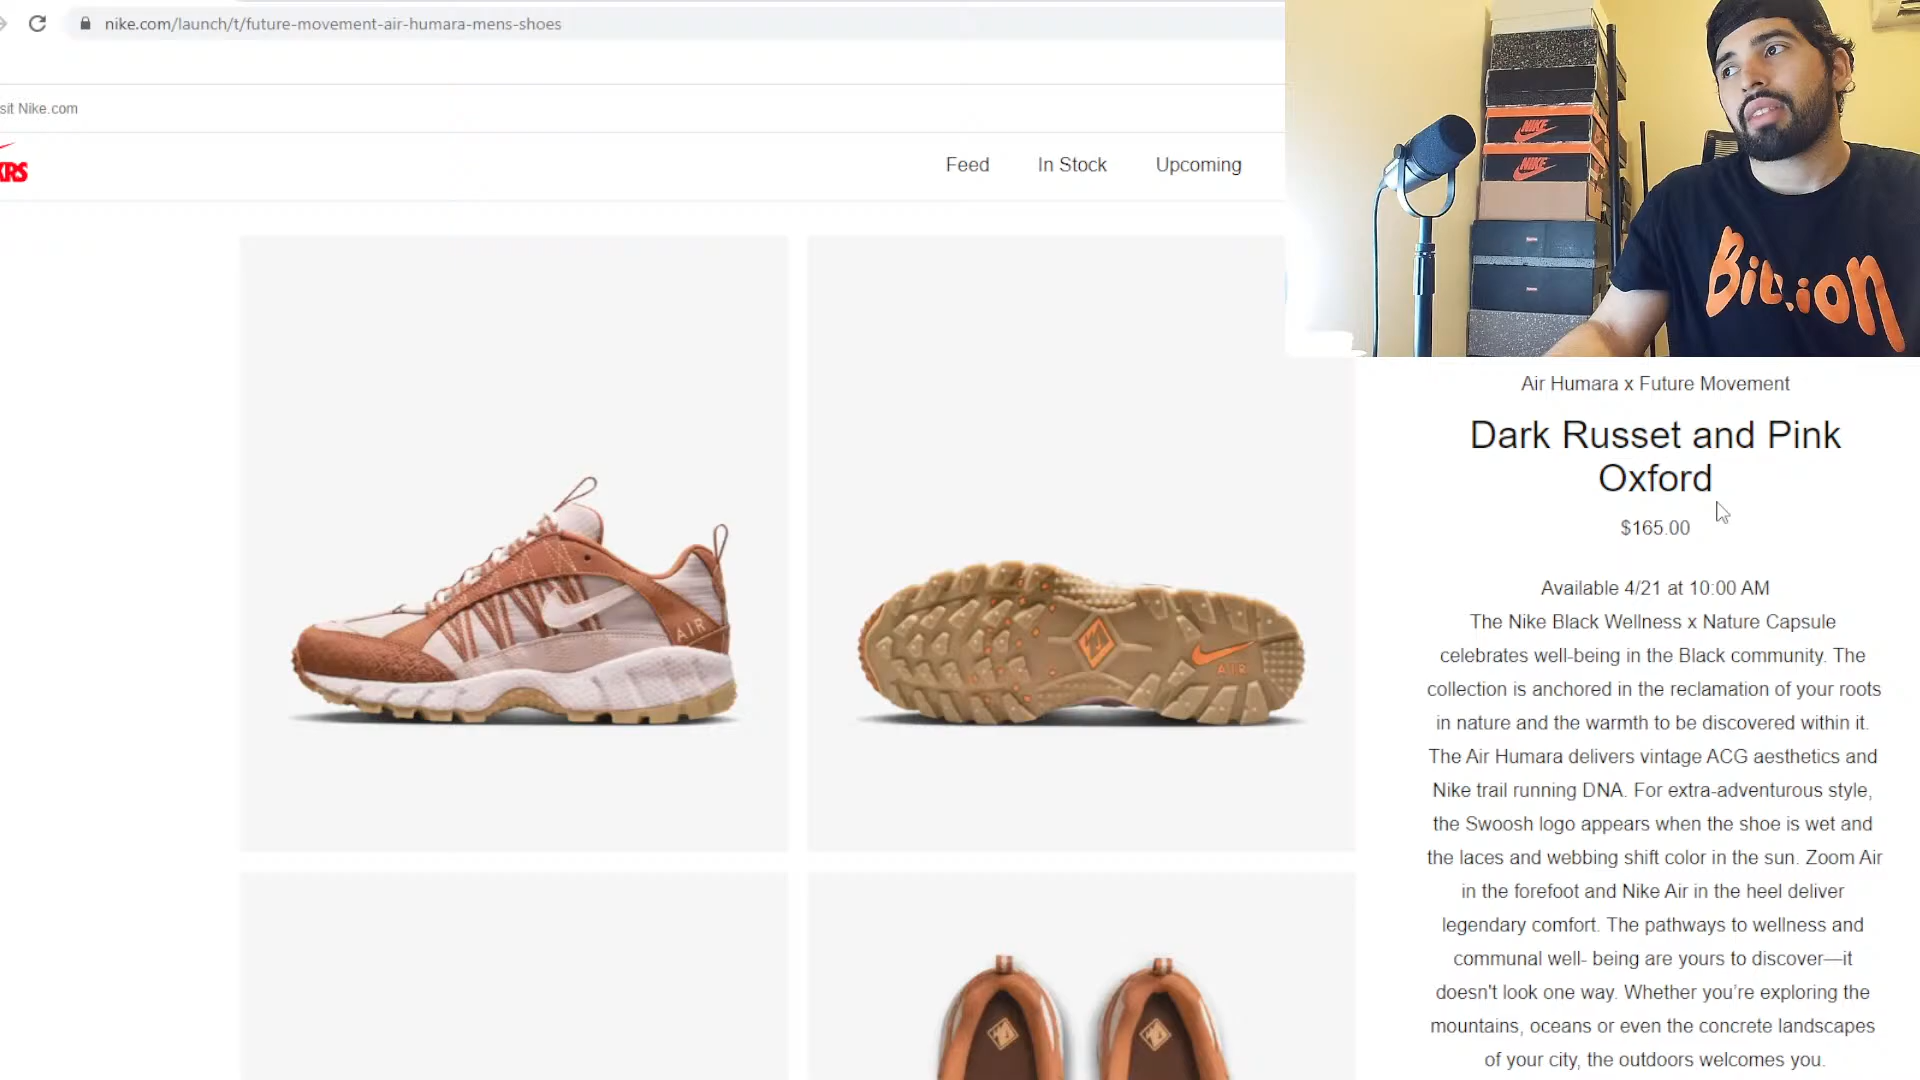 nike.com/launch/t/future-movement-air-humara-mens-shoes
sit Nike.com
KRS
Feed
In Stock
Upcoming
NIKE
NIKE
Billion
AIR
AIR
Air Humara x Future Movement
Dark Russet and Pink
Oxford
$165.00
Available 4/21 at 10:00 AM
The Nike Black Wellness x Nature Capsule
celebrates well-being in the Black community. The
collection is anchored in the reclamation of your roots
in nature and the warmth to be discovered within it.
The Air Humara delivers vintage ACG aesthetics and
Nike trail running DNA. For extra-adventurous style,
the Swoosh logo appears when the shoe is wet and
the laces and webbing shift color in the sun. Zoom Air
in the forefoot and Nike Air in the heel deliver
legendary comfort. The pathways to wellness and
communal well- being are yours to discover—it
doesn't look one way. Whether you’re exploring the
mountains, oceans or even the concrete landscapes
of your city, the outdoors welcomes you.